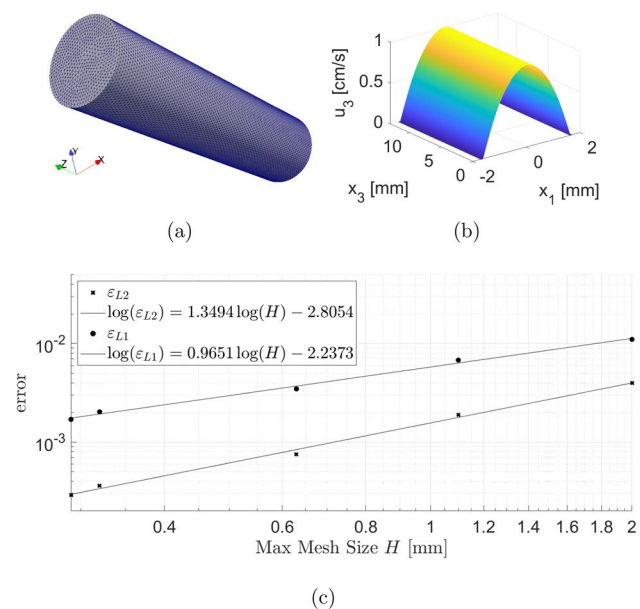 Y
Z
X
(a)
1
0.5
0
u3 [cm/s]
10
5
0
x3 [mm]
-2
0
2
x1 [mm]
(b)
εL2
log(εL2) = 1.3494 log(H) − 2.8054
εL1
log(εL1) = 0.9651 log(H) − 2.2373
10-2
10-3
error
0.4
0.6
0.8
1
1.2
1.4
1.6
1.8
2
Max Mesh Size H [mm]
(c)